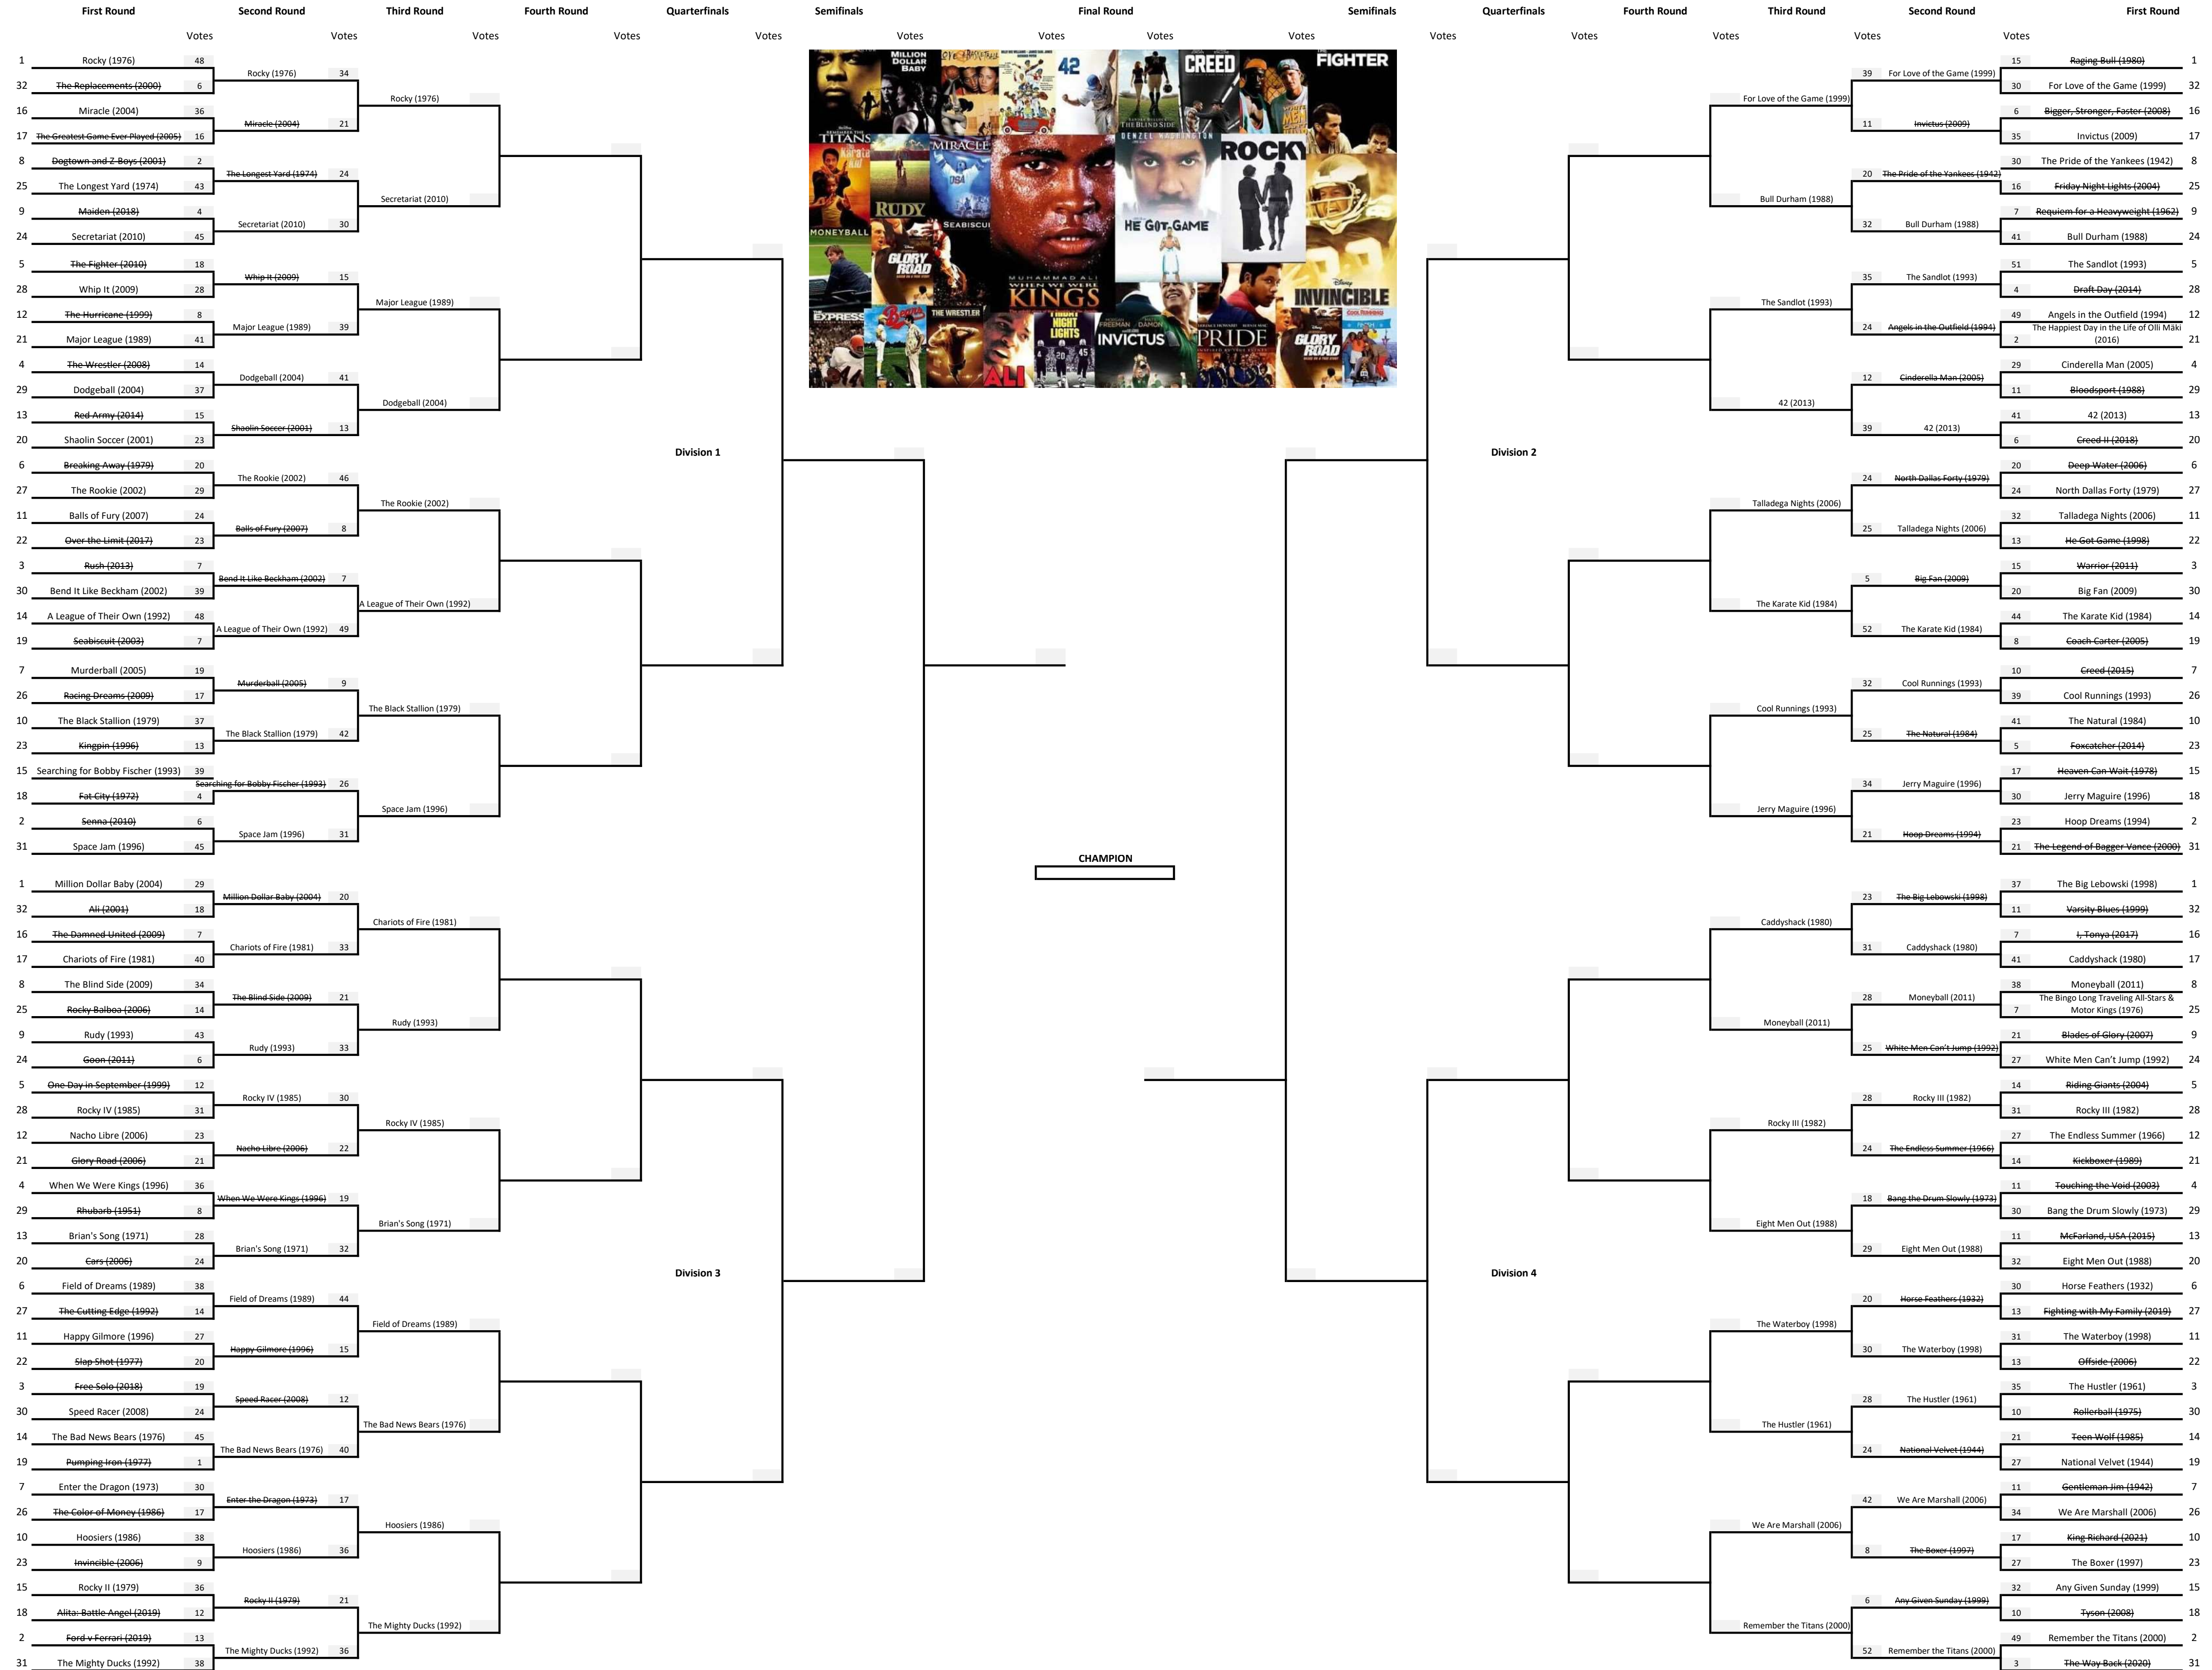 First Round Second Round Third Round Fourth Round Quarterfinals Semifinals Final Round Semifinals Quarterfinals Fourth Round Third Round Second Round First Round
Votes Votes Votes Votes Votes Votes Votes Votes Votes Votes Votes Votes Votes Votes
1 Rocky (1976) 48
32 The Replacements (2000) 6
16 Miracle (2004) 36
17 The Greatest Game Ever Played (2005) 16
8 Dogtown and Z-Boys (2001) 2
25 The Longest Yard (1974) 43
9 Maiden (2018) 4
24 Secretariat (2010) 45
5 The Fighter (2010) 18
28 Whip It (2009) 28
12 The Hurricane (1999) 8
21 Major League (1989) 41
4 The Wrestler (2008) 14
29 Dodgeball (2004) 37
13 Red Army (2014) 15
20 Shaolin Soccer (2001) 23
6 Breaking Away (1979) 20
27 The Rookie (2002) 29
11 Balls of Fury (2007) 24
22 Over the Limit (2017) 23
3 Rush (2013) 7
30 Bend It Like Beckham (2002) 39
14 A League of Their Own (1992) 48
19 Seabiscuit (2003) 7
7 Murderball (2005) 19
26 Racing Dreams (2009) 17
10 The Black Stallion (1979) 37
23 Kingpin (1996) 13
15 Searching for Bobby Fischer (1993) 39
18 Fat City (1972) 4
2 Senna (2010) 6
31 Space Jam (1996) 45
Rocky (1976) 34
Miracle (2004) 21
The Longest Yard (1974) 24
Secretariat (2010) 30
Whip It (2009) 15
Major League (1989) 39
Dodgeball (2004) 41
Shaolin Soccer (2001) 13
The Rookie (2002) 46
Balls of Fury (2007) 8
Bend It Like Beckham (2002) 7
A League of Their Own (1992) 49
Murderball (2005) 9
The Black Stallion (1979) 42
Searching for Bobby Fischer (1993) 26
Space Jam (1996) 31
Rocky (1976)
Secretariat (2010)
Major League (1989)
Dodgeball (2004)
The Rookie (2002)
A League of Their Own (1992)
The Black Stallion (1979)
Space Jam (1996)
Division 1
1 Million Dollar Baby (2004) 29
32 Ali (2001) 18
16 The Damned United (2009) 7
17 Chariots of Fire (1981) 40
8 The Blind Side (2009) 34
25 Rocky Balboa (2006) 14
9 Rudy (1993) 43
24 Goon (2011) 6
5 One Day in September (1999) 12
28 Rocky IV (1985) 31
12 Nacho Libre (2006) 23
21 Glory Road (2006) 21
4 When We Were Kings (1996) 36
29 Rhubarb (1951) 8
13 Brian's Song (1971) 28
20 Cars (2006) 24
6 Field of Dreams (1989) 38
27 The Cutting Edge (1992) 14
11 Happy Gilmore (1996) 27
22 Slap Shot (1977) 20
3 Free Solo (2018) 19
30 Speed Racer (2008) 24
14 The Bad News Bears (1976) 45
19 Pumping Iron (1977) 1
7 Enter the Dragon (1973) 30
26 The Color of Money (1986) 17
10 Hoosiers (1986) 38
23 Invincible (2006) 9
15 Rocky II (1979) 36
18 Alita: Battle Angel (2019) 12
2 Ford v Ferrari (2019) 13
31 The Mighty Ducks (1992) 38
Million Dollar Baby (2004) 20
Chariots of Fire (1981) 33
The Blind Side (2009) 21
Rudy (1993) 33
Rocky IV (1985) 30
Nacho Libre (2006) 22
When We Were Kings (1996) 19
Brian's Song (1971) 32
Field of Dreams (1989) 44
Happy Gilmore (1996) 15
Speed Racer (2008) 12
The Bad News Bears (1976) 40
Enter the Dragon (1973) 17
Hoosiers (1986) 36
Rocky II (1979) 21
The Mighty Ducks (1992) 36
Chariots of Fire (1981)
Rudy (1993)
Rocky IV (1985)
Brian's Song (1971)
Field of Dreams (1989)
The Bad News Bears (1976)
Hoosiers (1986)
The Mighty Ducks (1992)
Division 3
MILLION DOLLAR BABY
42
THE BLIND SIDE
CREED
FIGHTER
REMEMBER THE TITANS
MIRACLE
DENZEL WASHINGTON
ROCKY
RUDY
SEABISCUIT
HE GOT GAME
MONEYBALL
GLORY ROAD
MUHAMMAD ALI
WHEN WE WERE
KINGS
INVINCIBLE
THE EXPRESS
THE WRESTLER
FRIDAY NIGHT LIGHTS
FREEMAN DAMON
INVICTUS
PRIDE
GLORY ROAD
COOL RUNNINGS
ALI
CHAMPION
Division 2
For Love of the Game (1999)
Bull Durham (1988)
The Sandlot (1993)
42 (2013)
Talladega Nights (2006)
The Karate Kid (1984)
Cool Runnings (1993)
Jerry Maguire (1996)
39 For Love of the Game (1999)
11 Invictus (2009)
20 The Pride of the Yankees (1942)
32 Bull Durham (1988)
35 The Sandlot (1993)
24 Angels in the Outfield (1994)
12 Cinderella Man (2005)
39 42 (2013)
24 North Dallas Forty (1979)
25 Talladega Nights (2006)
5 Big Fan (2009)
52 The Karate Kid (1984)
32 Cool Runnings (1993)
25 The Natural (1984)
34 Jerry Maguire (1996)
21 Hoop Dreams (1994)
15 Raging Bull (1980) 1
30 For Love of the Game (1999) 32
6 Bigger, Stronger, Faster (2008) 16
35 Invictus (2009) 17
30 The Pride of the Yankees (1942) 8
16 Friday Night Lights (2004) 25
7 Requiem for a Heavyweight (1962) 9
41 Bull Durham (1988) 24
51 The Sandlot (1993) 5
4 Draft Day (2014) 28
49 Angels in the Outfield (1994) 12
The Happiest Day in the Life of Olli Mäki
2 (2016) 21
29 Cinderella Man (2005) 4
11 Bloodsport (1988) 29
41 42 (2013) 13
6 Creed II (2018) 20
20 Deep Water (2006) 6
24 North Dallas Forty (1979) 27
32 Talladega Nights (2006) 11
13 He Got Game (1998) 22
15 Warrior (2011) 3
20 Big Fan (2009) 30
44 The Karate Kid (1984) 14
8 Coach Carter (2005) 19
10 Creed (2015) 7
39 Cool Runnings (1993) 26
41 The Natural (1984) 10
5 Foxcatcher (2014) 23
17 Heaven Can Wait (1978) 15
30 Jerry Maguire (1996) 18
23 Hoop Dreams (1994) 2
21 The Legend of Bagger Vance (2000) 31
Division 4
Caddyshack (1980)
Moneyball (2011)
Rocky III (1982)
Eight Men Out (1988)
The Waterboy (1998)
The Hustler (1961)
We Are Marshall (2006)
Remember the Titans (2000)
23 The Big Lebowski (1998)
31 Caddyshack (1980)
28 Moneyball (2011)
25 White Men Can't Jump (1992)
28 Rocky III (1982)
24 The Endless Summer (1966)
18 Bang the Drum Slowly (1973)
29 Eight Men Out (1988)
20 Horse Feathers (1932)
30 The Waterboy (1998)
28 The Hustler (1961)
24 National Velvet (1944)
42 We Are Marshall (2006)
8 The Boxer (1997)
6 Any Given Sunday (1999)
52 Remember the Titans (2000)
37 The Big Lebowski (1998) 1
11 Varsity Blues (1999) 32
7 I, Tonya (2017) 16
41 Caddyshack (1980) 17
38 Moneyball (2011) 8
The Bingo Long Traveling All-Stars &
7 Motor Kings (1976) 25
21 Blades of Glory (2007) 9
27 White Men Can't Jump (1992) 24
14 Riding Giants (2004) 5
31 Rocky III (1982) 28
27 The Endless Summer (1966) 12
14 Kickboxer (1989) 21
11 Touching the Void (2003) 4
30 Bang the Drum Slowly (1973) 29
11 McFarland, USA (2015) 13
32 Eight Men Out (1988) 20
30 Horse Feathers (1932) 6
13 Fighting with My Family (2019) 27
31 The Waterboy (1998) 11
13 Offside (2006) 22
35 The Hustler (1961) 3
10 Rollerball (1975) 30
21 Teen Wolf (1985) 14
27 National Velvet (1944) 19
11 Gentleman Jim (1942) 7
34 We Are Marshall (2006) 26
17 King Richard (2021) 10
27 The Boxer (1997) 23
32 Any Given Sunday (1999) 15
10 Tyson (2008) 18
49 Remember the Titans (2000) 2
3 The Way Back (2020) 31